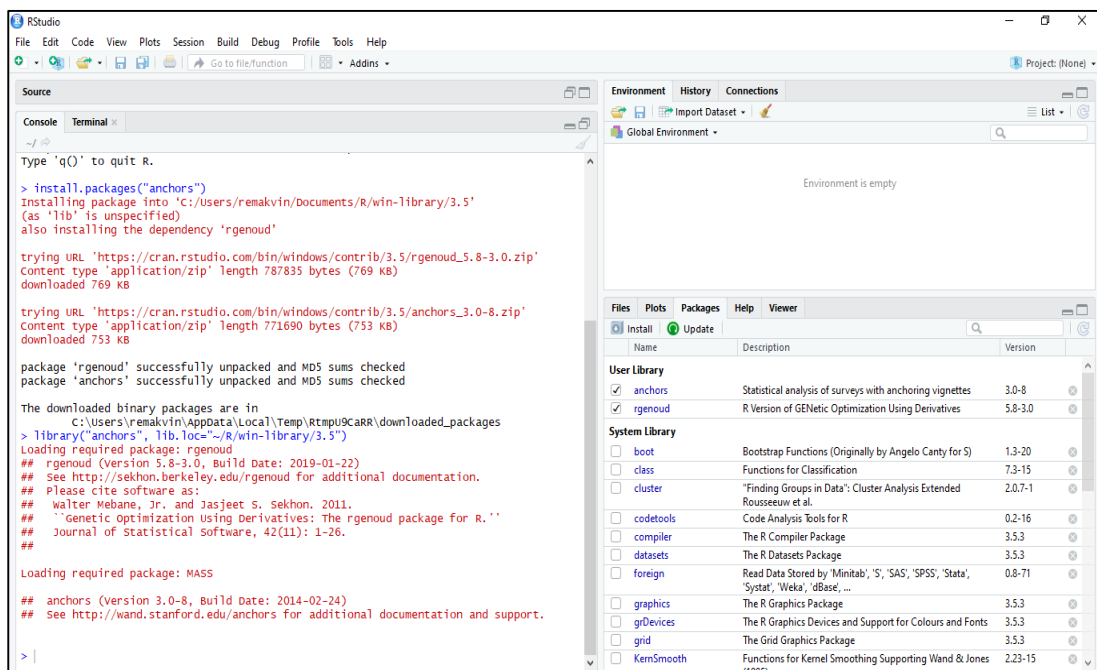 RStudio
File Edit Code View Plots Session Build Debug Profile Tools Help
Go to file/function Addins Project: (None)
Source
Console Terminal
~/
Type 'q()' to quit R.
> install.packages("anchors")
Installing package into ‘C:/Users/remakvin/Documents/R/win-library/3.5’
(as ‘lib’ is unspecified)
also installing the dependency ‘rgenoud’
trying URL 'https://cran.rstudio.com/bin/windows/contrib/3.5/rgenoud_5.8-3.0.zip'
Content type 'application/zip' length 787835 bytes (769 KB)
downloaded 769 KB
trying URL 'https://cran.rstudio.com/bin/windows/contrib/3.5/anchors_3.0-8.zip'
Content type 'application/zip' length 771690 bytes (753 KB)
downloaded 753 KB
package ‘rgenoud’ successfully unpacked and MD5 sums checked
package ‘anchors’ successfully unpacked and MD5 sums checked
The downloaded binary packages are in
C:\Users\remakvin\AppData\Local\Temp\RtmpU9CaRR\downloaded_packages
> library("anchors", lib.loc="~/R/win-library/3.5")
Loading required package: rgenoud
## rgenoud (Version 5.8-3.0, Build Date: 2019-01-22)
## See http://sekhon.berkeley.edu/rgenoud for additional documentation.
## Please cite software as:
## Walter Mebane, Jr. and Jasjeet S. Sekhon. 2011.
## ``Genetic Optimization Using Derivatives: The rgenoud package for R.''
## Journal of Statistical Software, 42(11): 1-26.
##
Loading required package: MASS
## anchors (Version 3.0-8, Build Date: 2014-02-24)
## See http://wand.stanford.edu/anchors for additional documentation and support.
>
Environment History Connections
Import Dataset List
Global Environment
Environment is empty
Files Plots Packages Help Viewer
Install Update
Name Description Version
User Library
anchors Statistical analysis of surveys with anchoring vignettes 3.0-8
rgenoud R Version of GENetic Optimization Using Derivatives 5.8-3.0
System Library
boot Bootstrap Functions (Originally by Angelo Canty for S) 1.3-20
class Functions for Classification 7.3-15
cluster "Finding Groups in Data": Cluster Analysis Extended 2.0.7-1
Rousseeuw et al.
codetools Code Analysis Tools for R 0.2-16
compiler The R Compiler Package 3.5.3
datasets The R Datasets Package 3.5.3
foreign Read Data Stored by 'Minitab', 'S', 'SAS', 'SPSS', 'Stata', 0.8-71
'Systat', 'Weka', 'dBase', ...
graphics The R Graphics Package 3.5.3
grDevices The R Graphics Devices and Support for Colours and Fonts 3.5.3
grid The Grid Graphics Package 3.5.3
KernSmooth Functions for Kernel Smoothing Supporting Wand & Jones 2.23-15